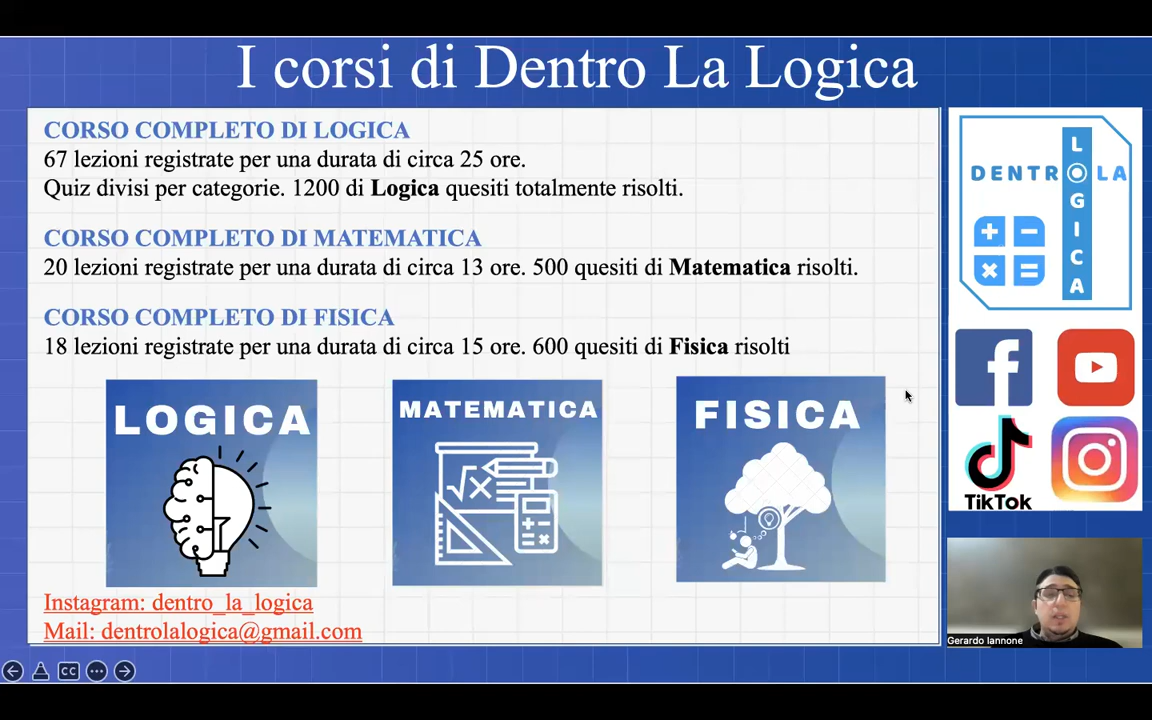 I corsi di Dentro La Logica
CORSO COMPLETO DI LOGICA
67 lezioni registrate per una durata di circa 25 ore.
Quiz divisi per categorie. 1200 di Logica quesiti totalmente risolti.
CORSO COMPLETO DI MATEMATICA
20 lezioni registrate per una durata di circa 13 ore. 500 quesiti di Matematica risolti.
CORSO COMPLETO DI FISICA
18 lezioni registrate per una durata di circa 15 ore. 600 quesiti di Fisica risolti
LOGICA
MATEMATICA
FISICA
Instagram: dentro_la_logica
Mail: dentrolalogica@gmail.com
DENTRO LA
LOGICA
TikTok
Gerardo Iannone
CC